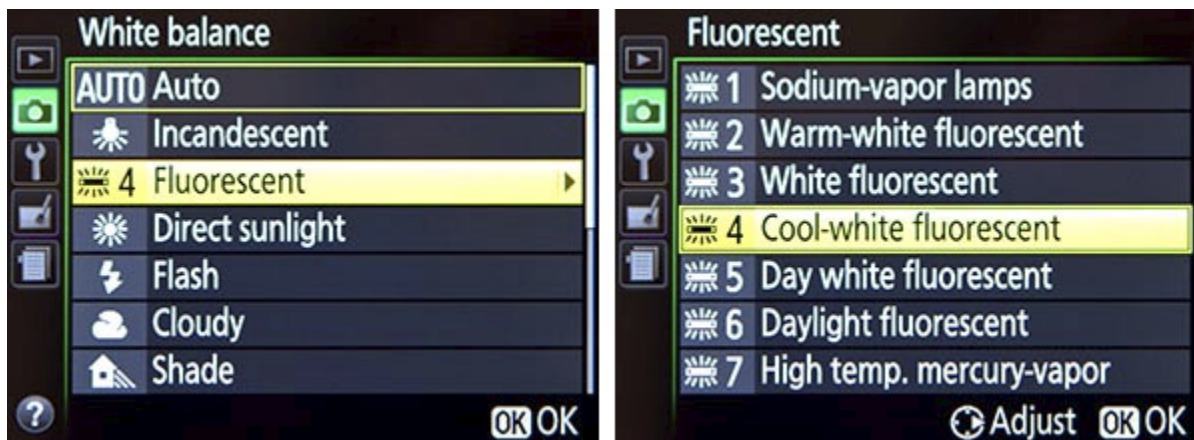 White balance
AUTO Auto
Incandescent
4 Fluorescent
Direct sunlight
Flash
Cloudy
Shade
? OK OK
Fluorescent
1 Sodium-vapor lamps
2 Warm-white fluorescent
3 White fluorescent
4 Cool-white fluorescent
5 Day white fluorescent
6 Daylight fluorescent
7 High temp. mercury-vapor
Adjust OK OK